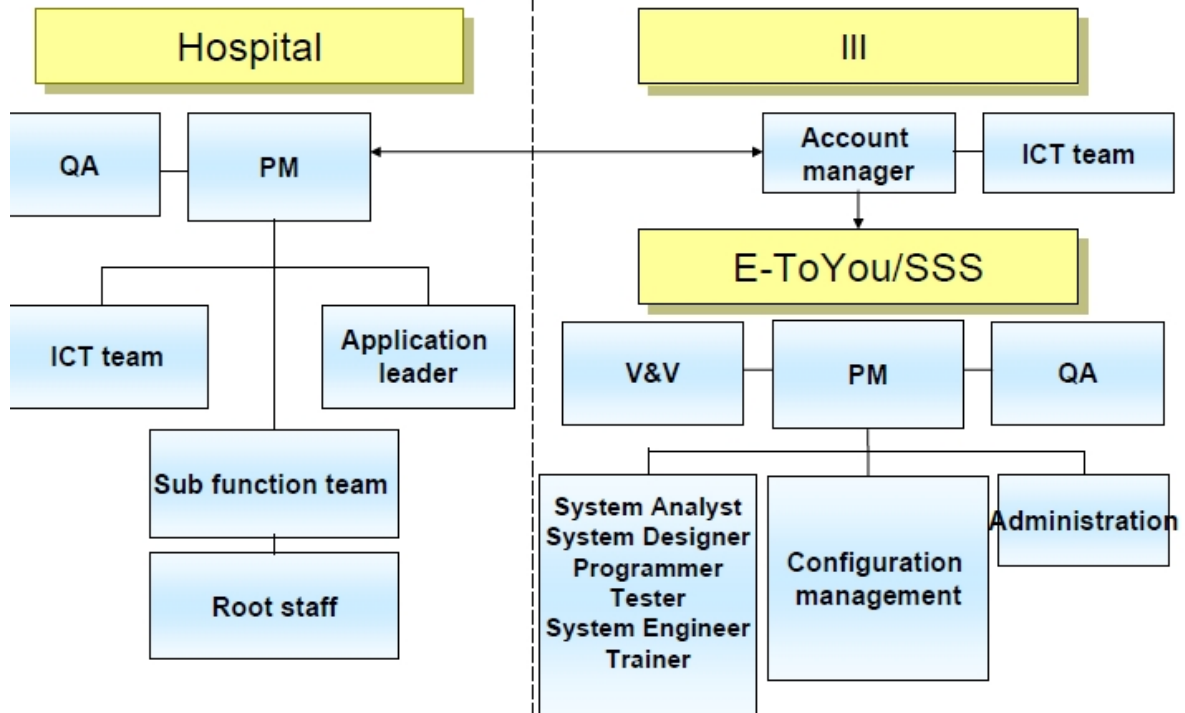 Hospital
III
QA
PM
Account
manager
ICT team
E-ToYou/SSS
ICT team
Application
leader
V&V
PM
QA
Sub function team
Root staff
System Analyst
System Designer
Programmer
Tester
System Engineer
Trainer
Configuration
management
Administration